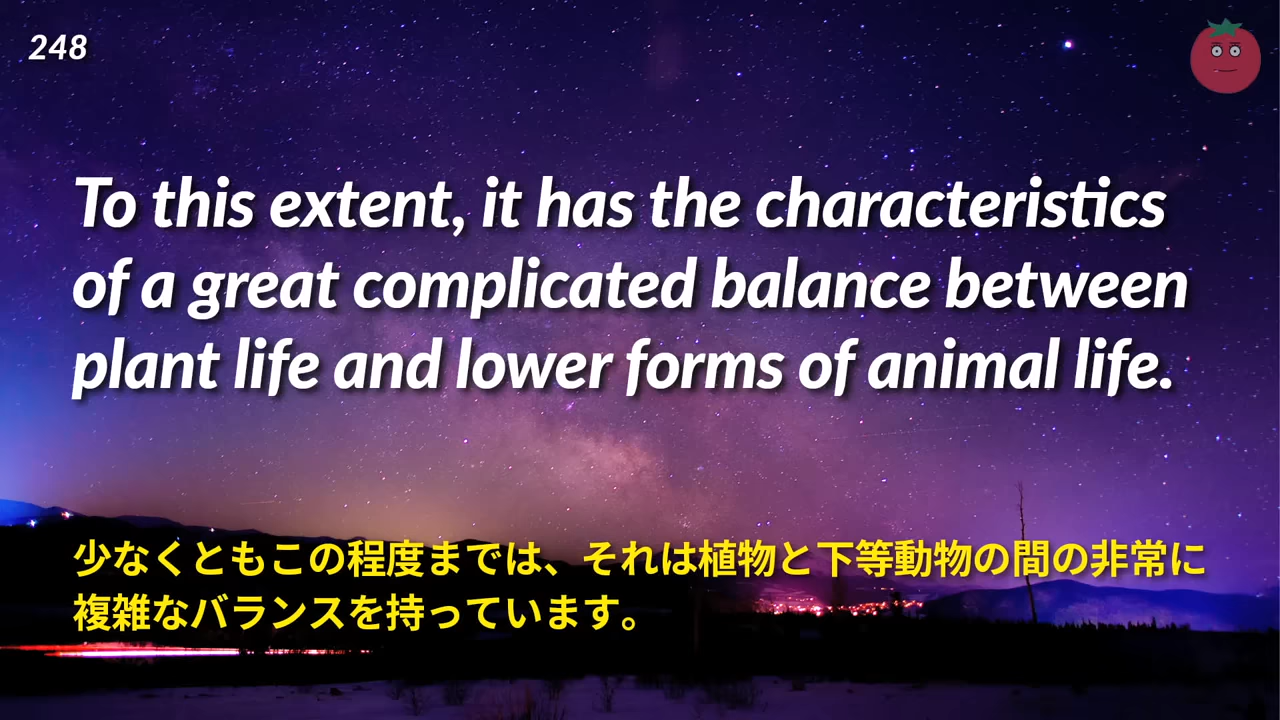 248
To this extent, it has the characteristics
of a great complicated balance between
plant life and lower forms of animal life.
少なくともこの程度までは、それは植物と下等動物の間の非常に
複雑なバランスを持っています。